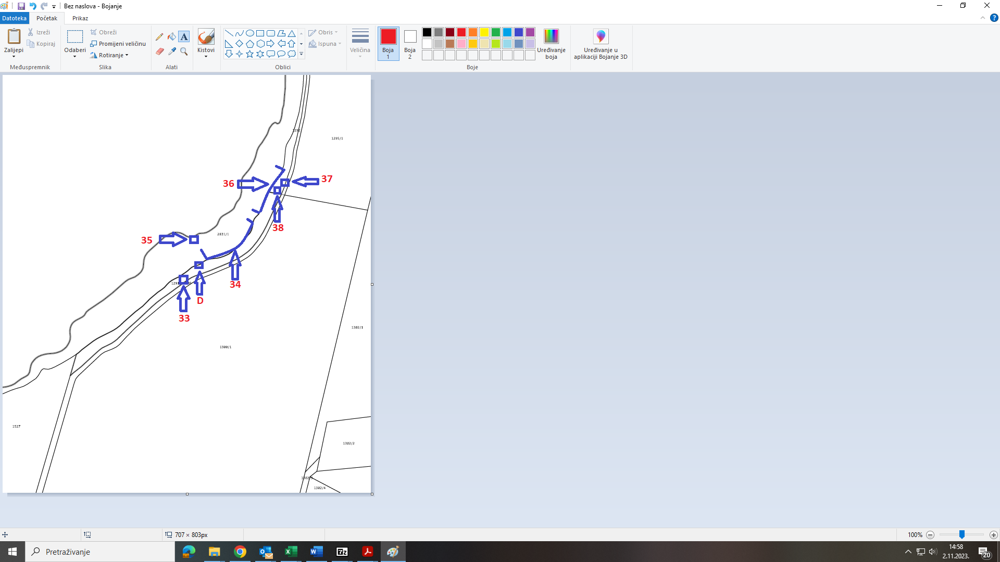 Bez naslova - Bojanje
Datoteka Početak Prikaz
Zalijepi
Izreži
Kopiraj
Međuspremnik
Odaberi
Obreži
Promijeni veličinu
Rotiranje
Slika
A
Alati
Kistovi
Obris
Ispuna
Oblici
Veličina
Boja
1
Boja
2
Uređivanje
boja
Boje
Uređivanje u
aplikaciji Bojanje 3D
1292
1295/1
37
36
38
2831/1
35
34
D
33
1302/1
1300/1
1527
1302/2
1302/4
707 × 803px
100%
Pretraživanje
7z
14:58
2.11.2023.
20